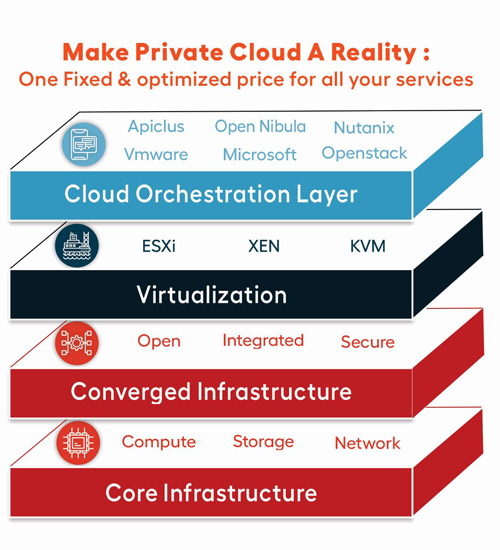 Make Private Cloud A Reality :
One Fixed & optimized price for all your services
Apiclus Open Nibula Nutanix
Vmware Microsoft Openstack
Cloud Orchestration Layer
ESXi XEN KVM
Virtualization
Open Integrated Secure
Converged Infrastructure
Compute Storage Network
Core Infrastructure